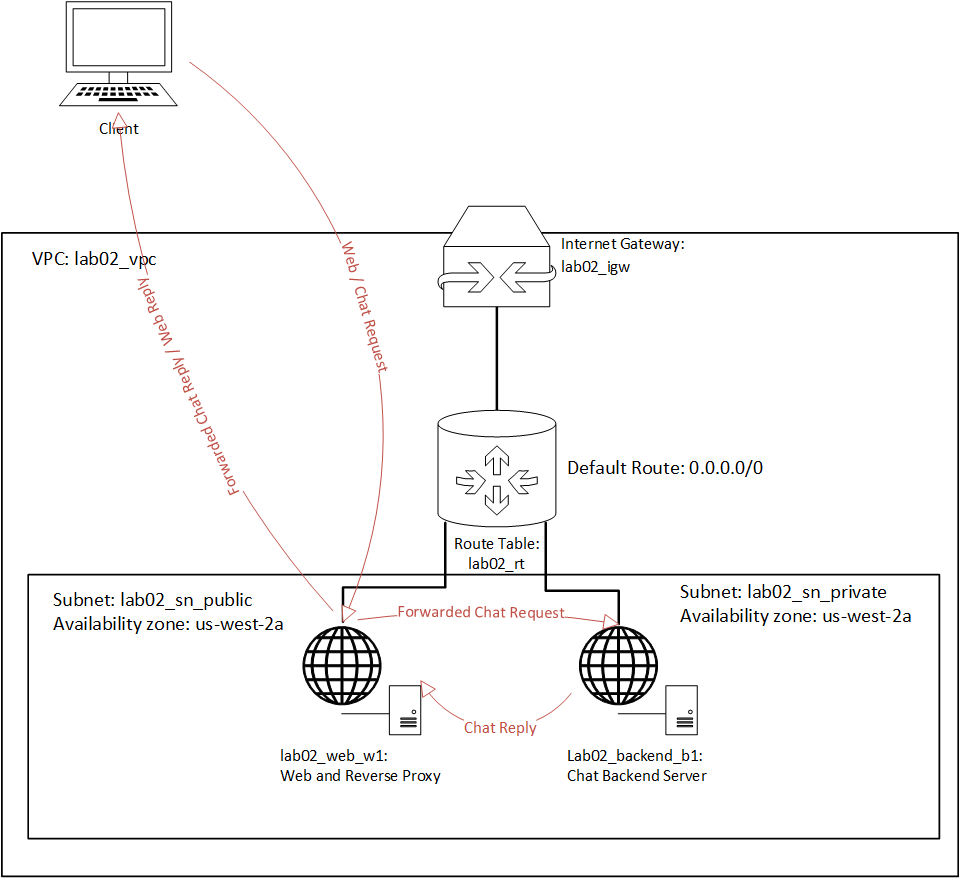 Client
VPC: lab02_vpc
Internet Gateway:
lab02_igw
Web / Chat Request
Forwarded Chat Reply / Web Reply
Default Route: 0.0.0.0/0
Route Table:
lab02_rt
Subnet: lab02_sn_public
Availability zone: us-west-2a
Subnet: lab02_sn_private
Availability zone: us-west-2a
Forwarded Chat Request
Chat Reply
lab02_web_w1:
Web and Reverse Proxy
Lab02_backend_b1:
Chat Backend Server